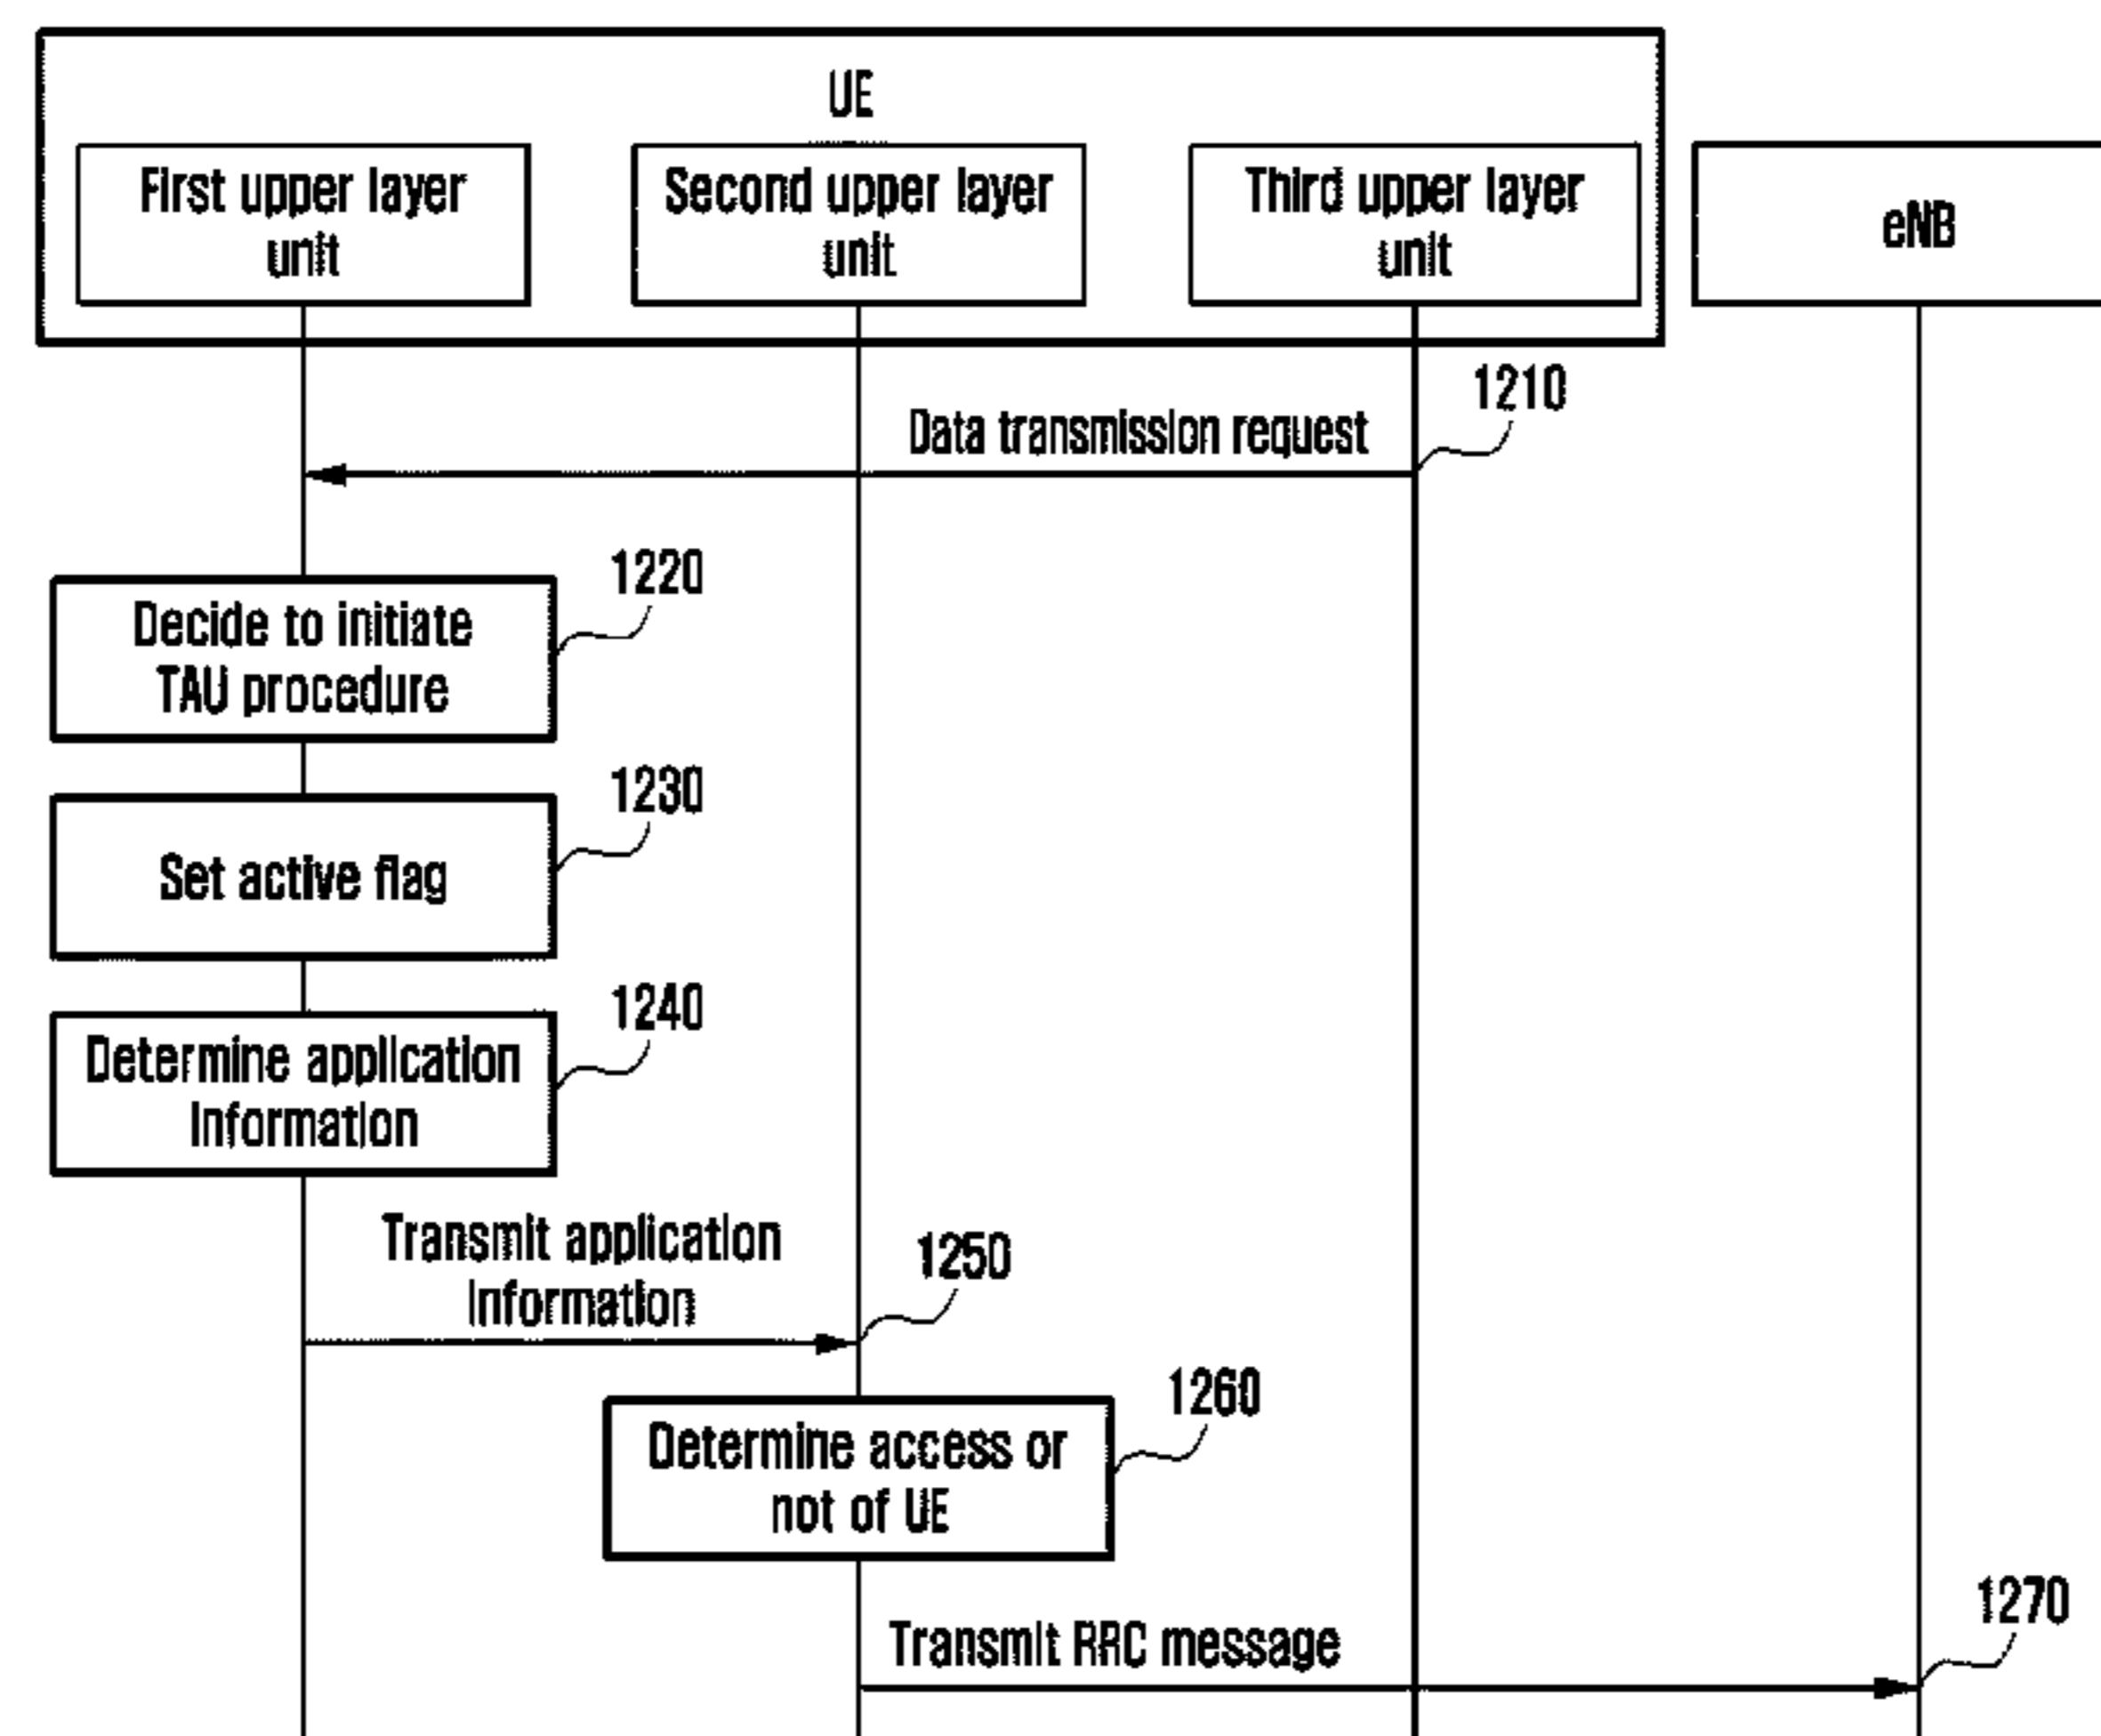 UE
First upper layer
unit
Second upper layer
unit
Third upper layer
unit
eNB
1210
Data transmission request
1220
Decide to initiate
TAU procedure
1230
Set active flag
1240
Determine application
information
Transmit application
information
1250
1260
Determine access or
not of UE
1270
Transmit RRC message